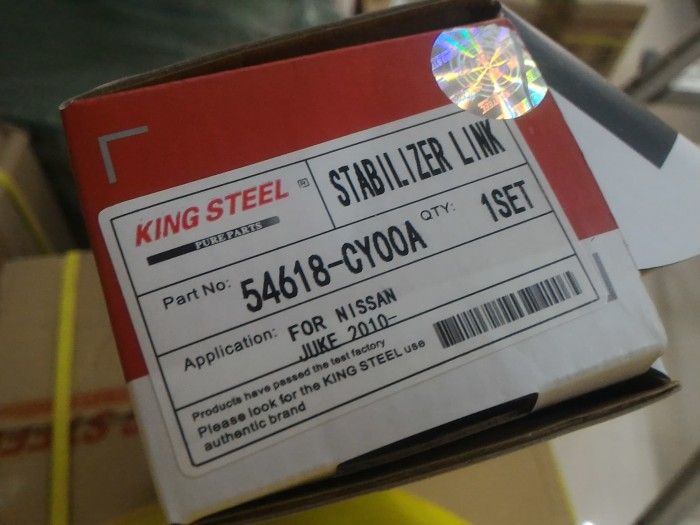 KING STEEL ®
PURE PARTS
STABILIZER LINK
Part No: 54618-CY00A QTY: 1SET
Application: FOR NISSAN
JUKE 2010-
Products have passed the test factory
Please look for the KING STEEL use
authentic brand